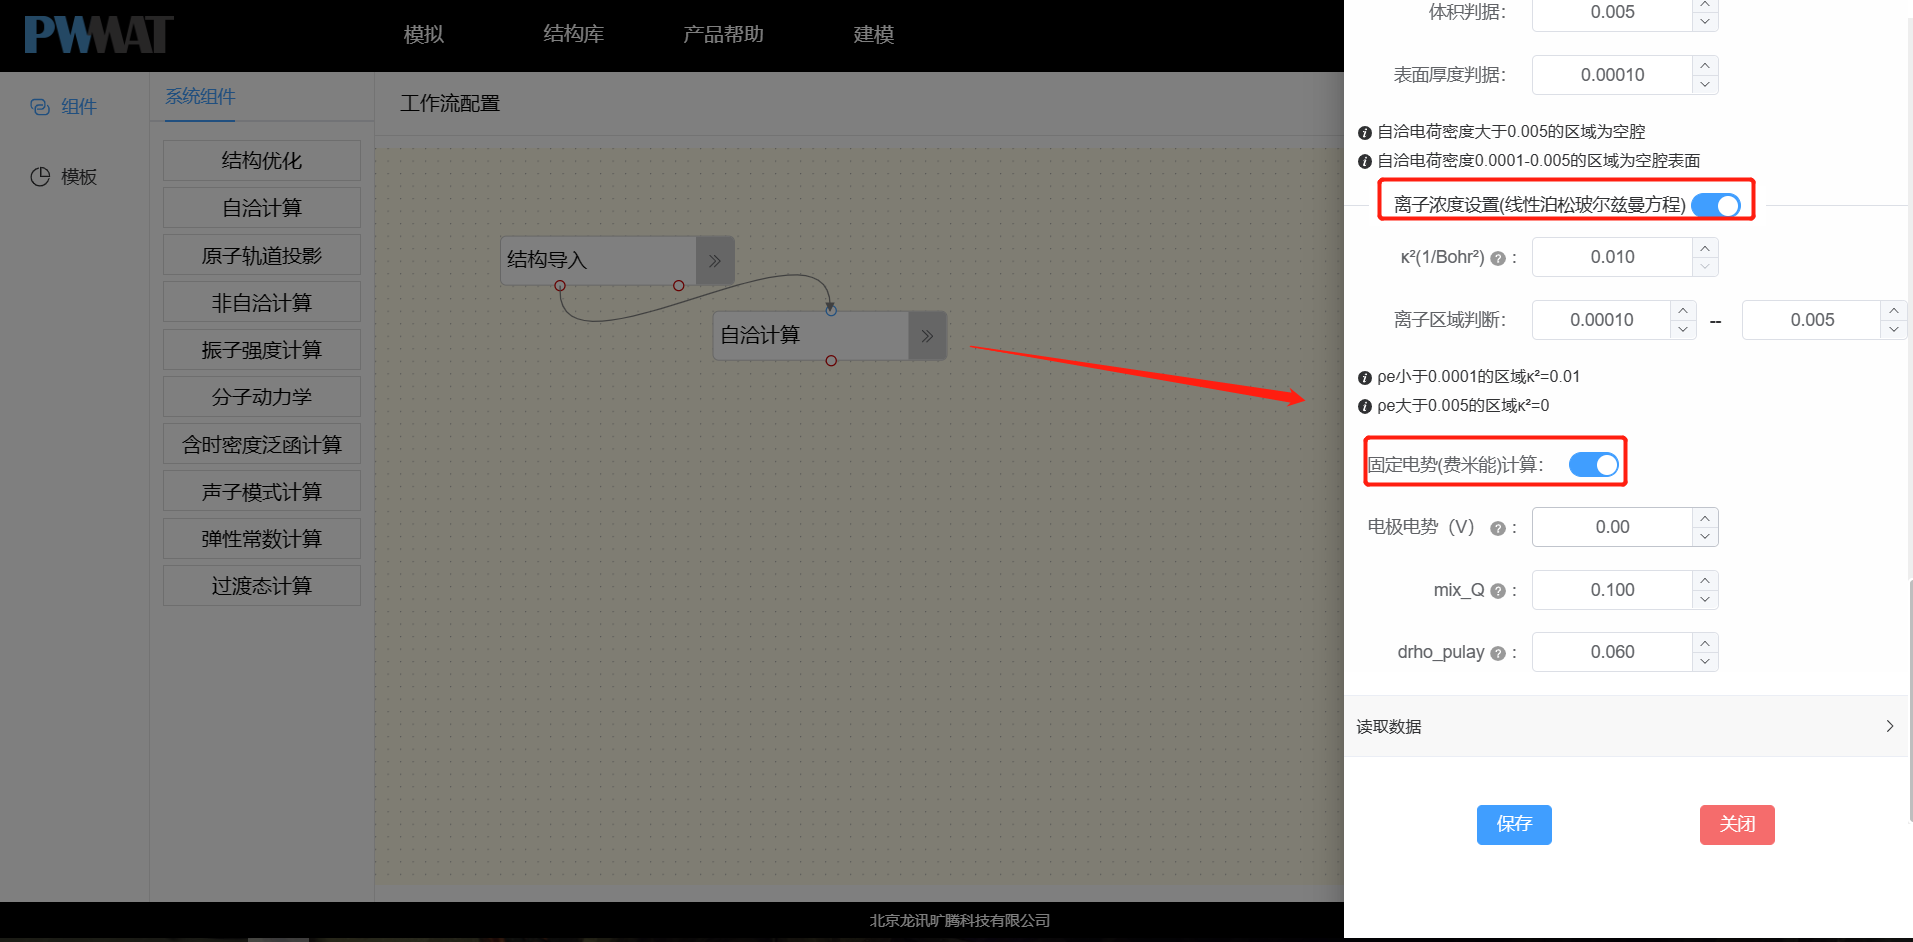 PWMAT
模拟
结构库
产品帮助
建模
组件
模板
系统组件
结构优化
自洽计算
原子轨道投影
非自洽计算
振子强度计算
分子动力学
含时密度泛函计算
声子模式计算
弹性常数计算
过渡态计算
工作流配置
结构导入
自洽计算
体积判据: 0.005
表面厚度判据: 0.00010
自洽电荷密度大于0.005的区域为空腔
自洽电荷密度0.0001-0.005的区域为空腔表面
离子浓度设置(线性泊松玻尔兹曼方程)
κ²(1/Bohr²) : 0.010
离子区域判断: 0.00010 -- 0.005
ρe小于0.0001的区域κ²=0.01
ρe大于0.005的区域κ²=0
固定电势(费米能)计算:
电极电势（V） : 0.00
mix_Q : 0.100
drho_pulay : 0.060
读取数据
保存
关闭
北京龙讯旷腾科技有限公司